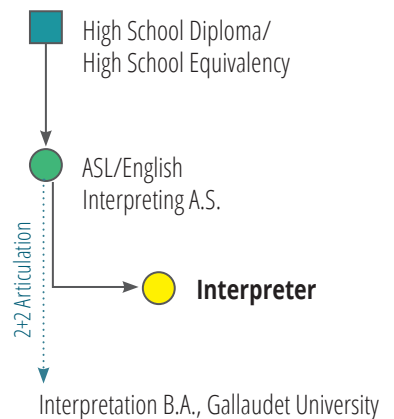 High School Diploma/
High School Equivalency
ASL/English
Interpreting A.S.
2+2 Articulation
Interpreter
Interpretation B.A., Gallaudet University